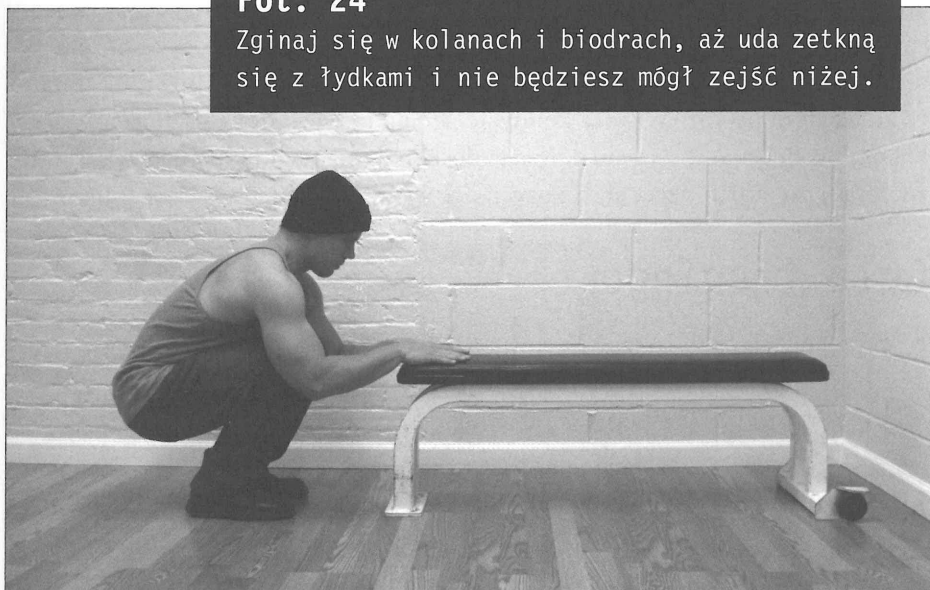 Fot. 24
Zginaj się w kolanach i biodrach, aż uda zetkną
się z łydkami i nie będziesz mógł zejść niżej.